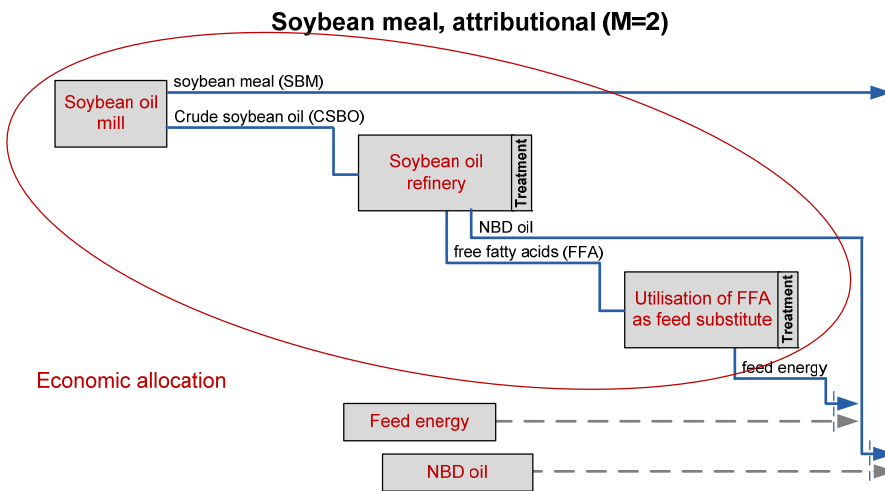 Soybean meal, attributional (M=2)
soybean meal (SBM)
Soybean oil
mill
Crude soybean oil (CSBO)
Soybean oil
refinery
Treatment
NBD oil
free fatty acids (FFA)
Utilisation of FFA
as feed substitute
Treatment
feed energy
Economic allocation
Feed energy
NBD oil